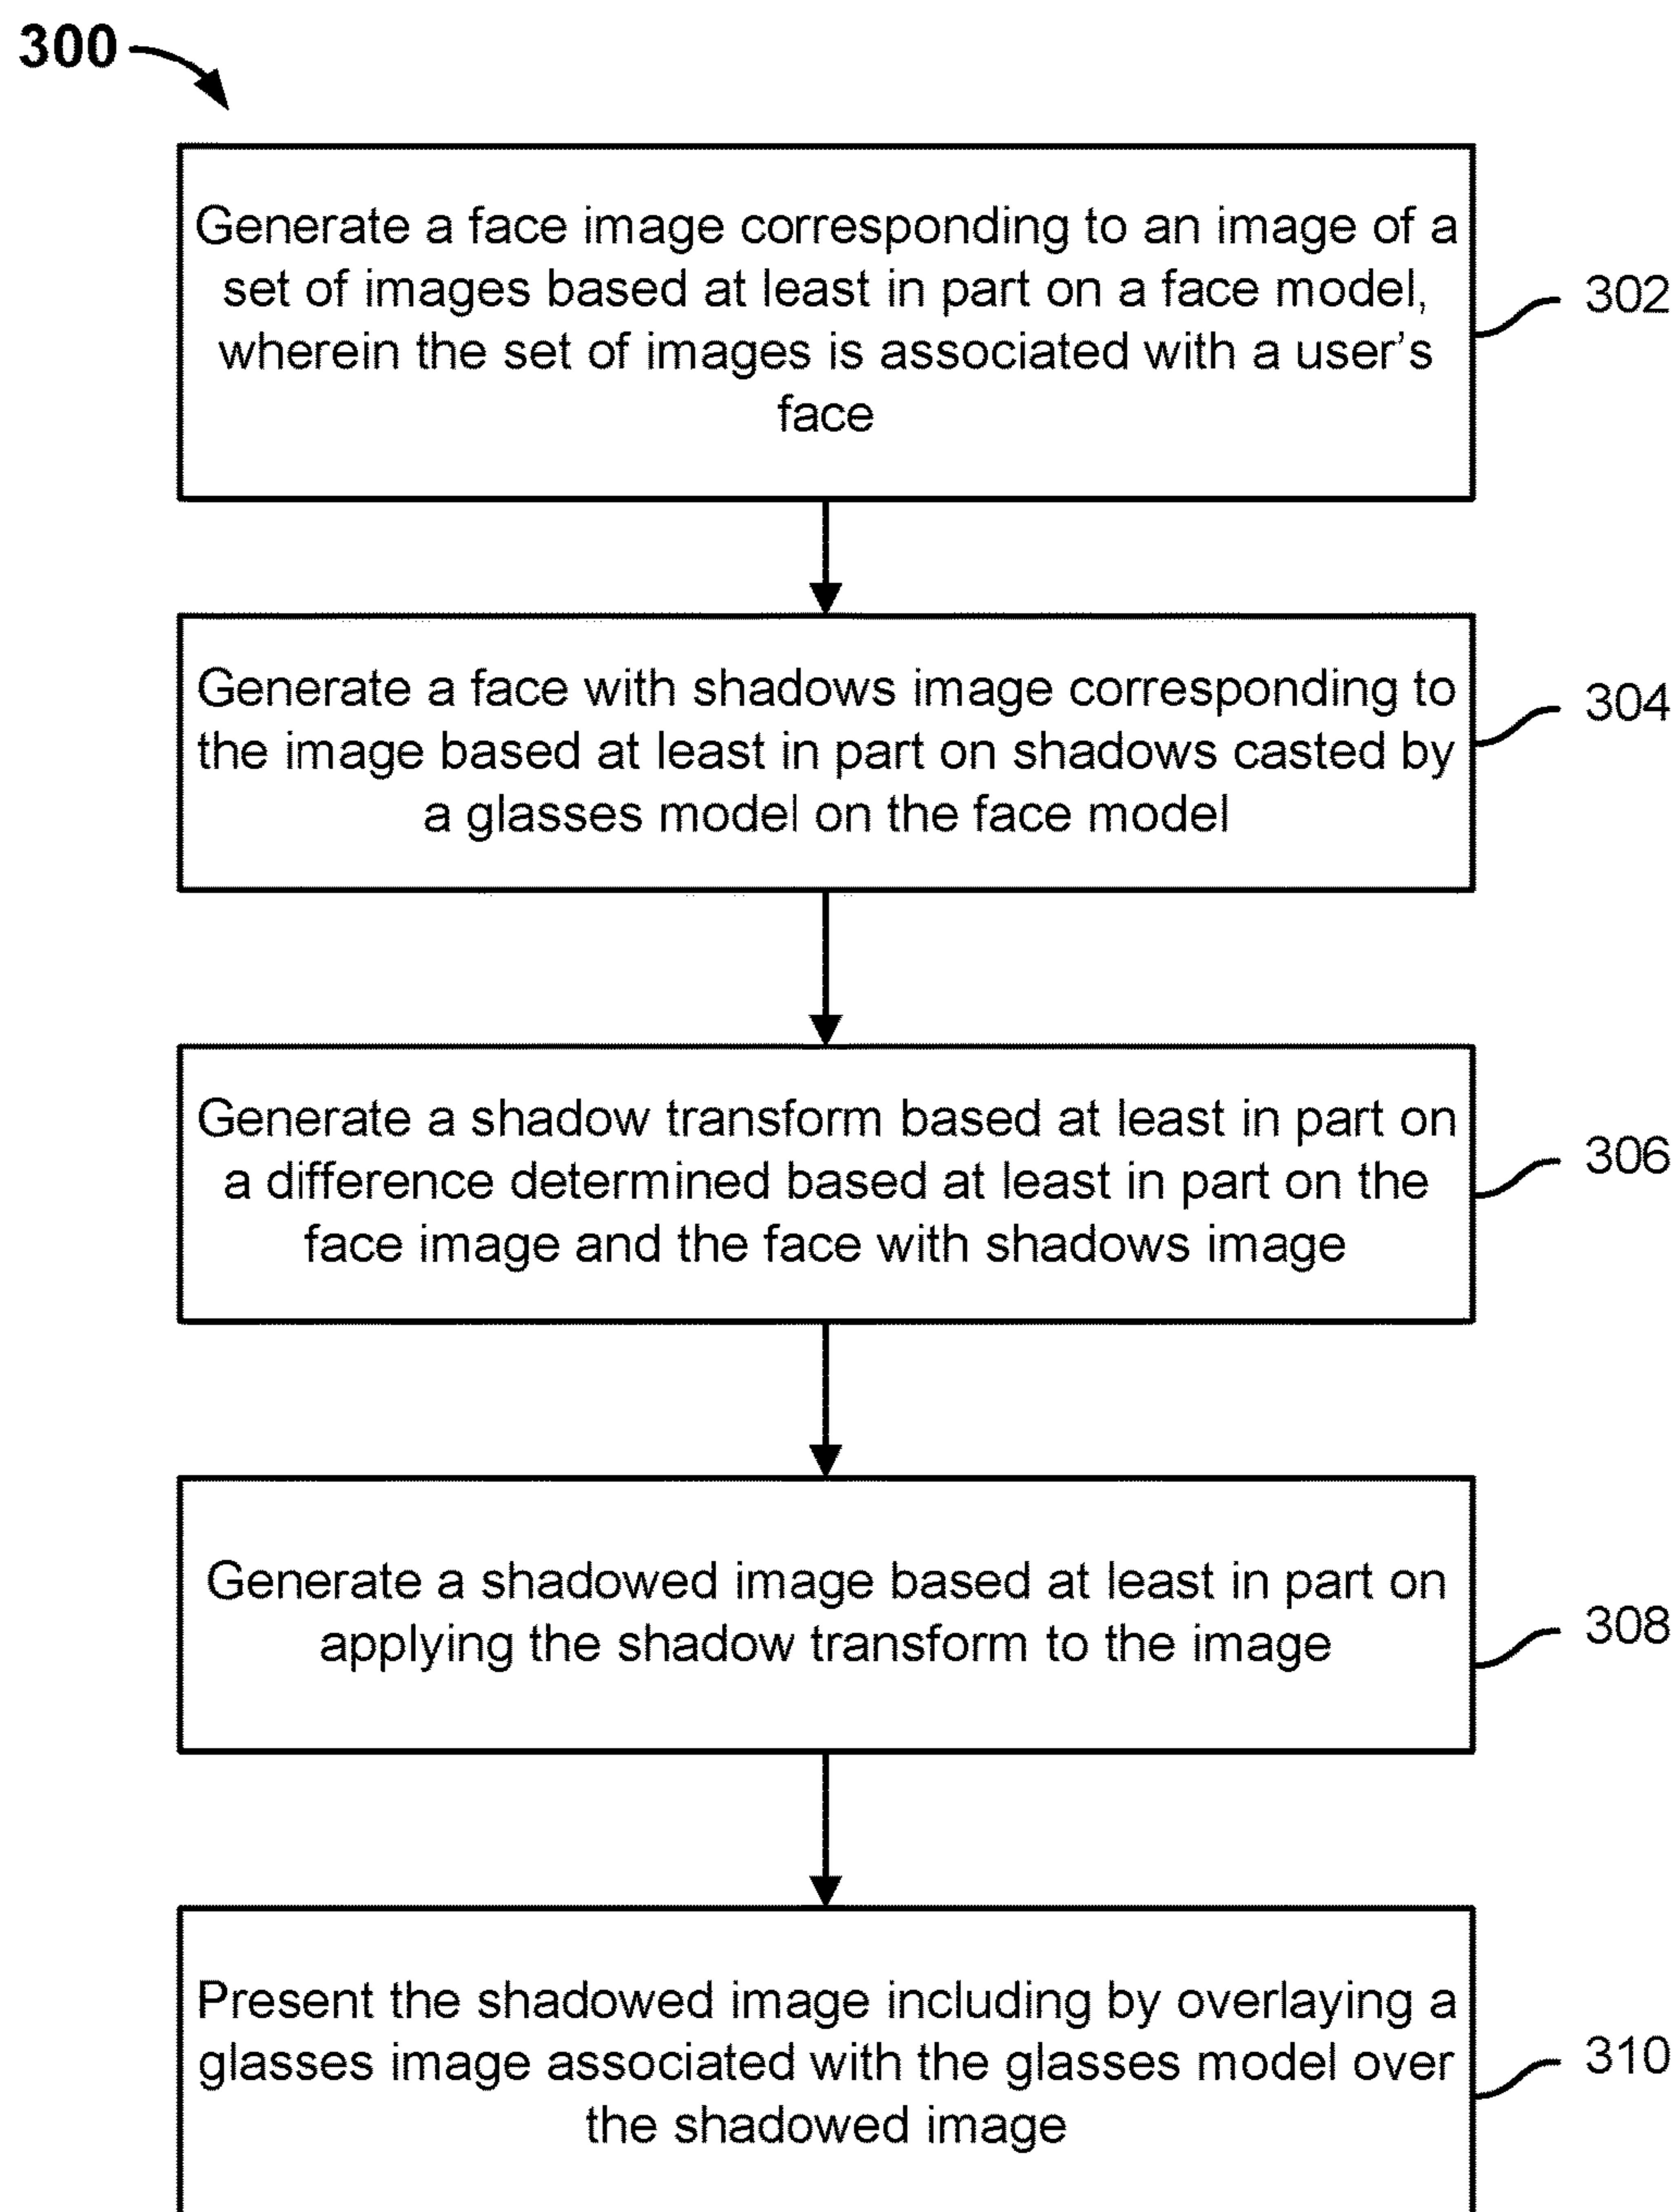 300
Generate a face image corresponding to an image of a
set of images based at least in part on a face model,
wherein the set of images is associated with a user's
face
302
Generate a face with shadows image corresponding to
the image based at least in part on shadows casted by
a glasses model on the face model
304
Generate a shadow transform based at least in part on
a difference determined based at least in part on the
face image and the face with shadows image
306
Generate a shadowed image based at least in part on
applying the shadow transform to the image
308
Present the shadowed image including by overlaying a
glasses image associated with the glasses model over
the shadowed image
310